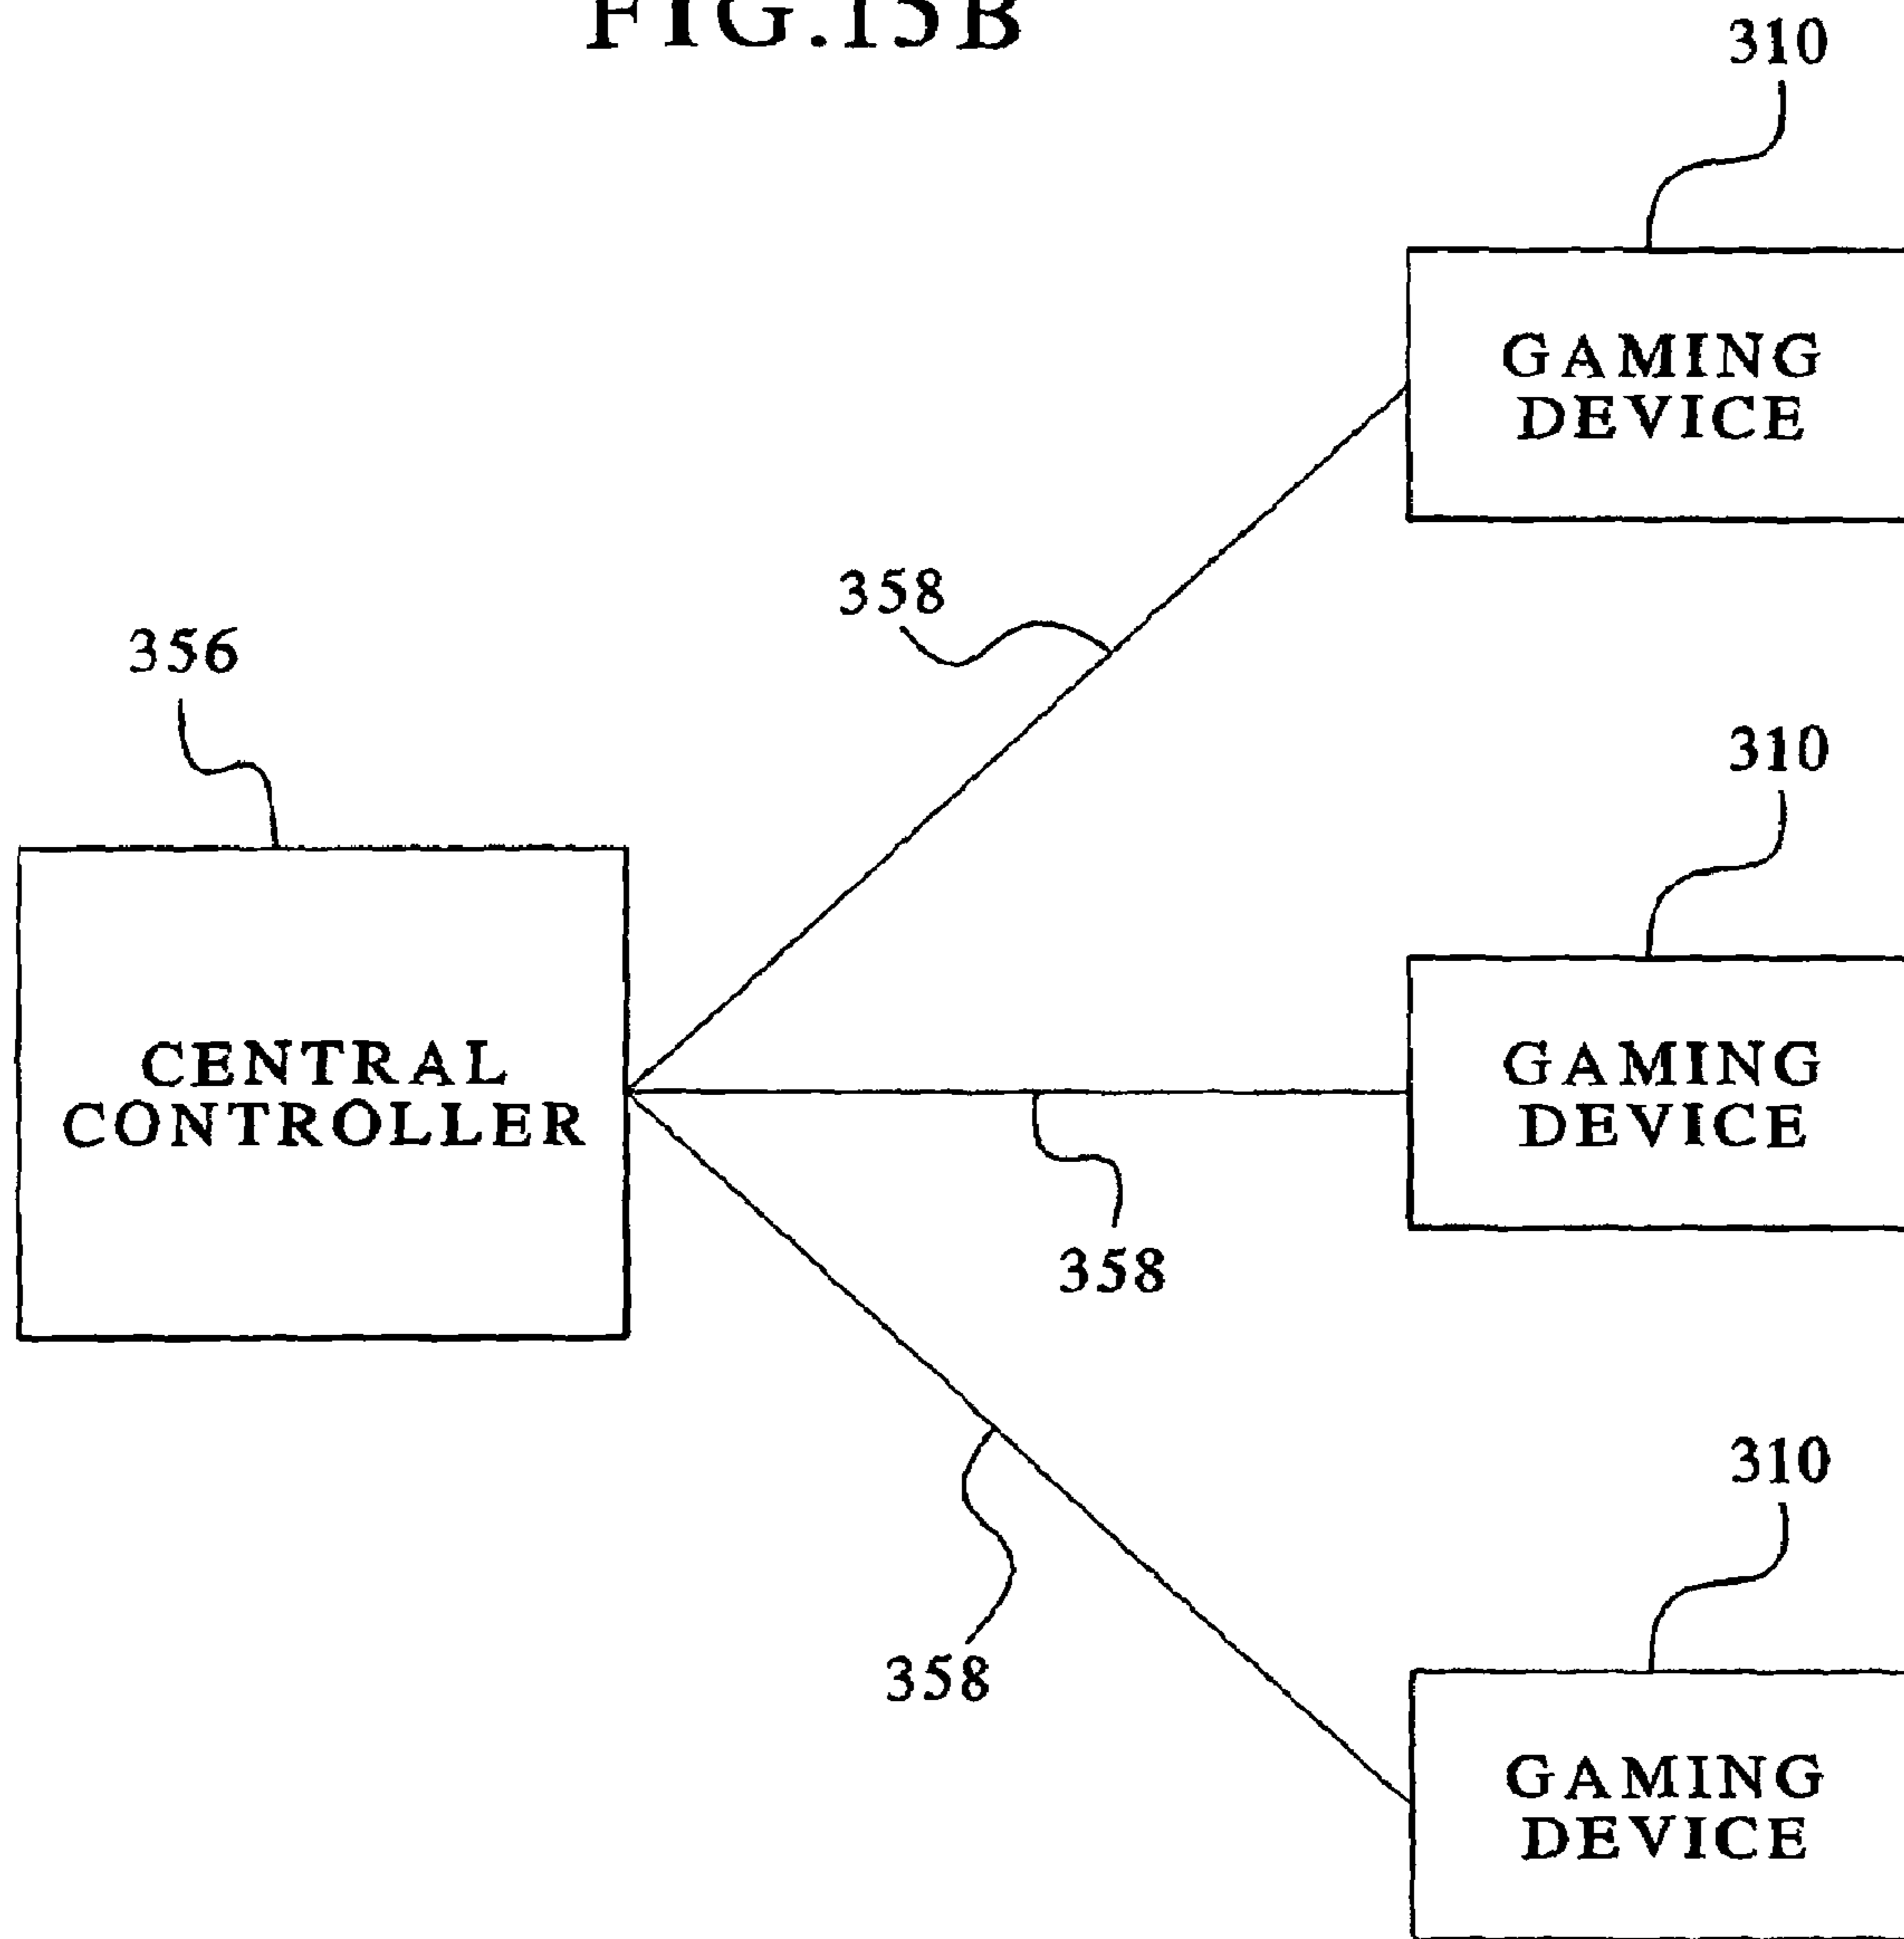 FIG.15B
310
GAMING
DEVICE
358
356
310
CENTRAL
CONTROLLER
GAMING
DEVICE
358
310
358
GAMING
DEVICE